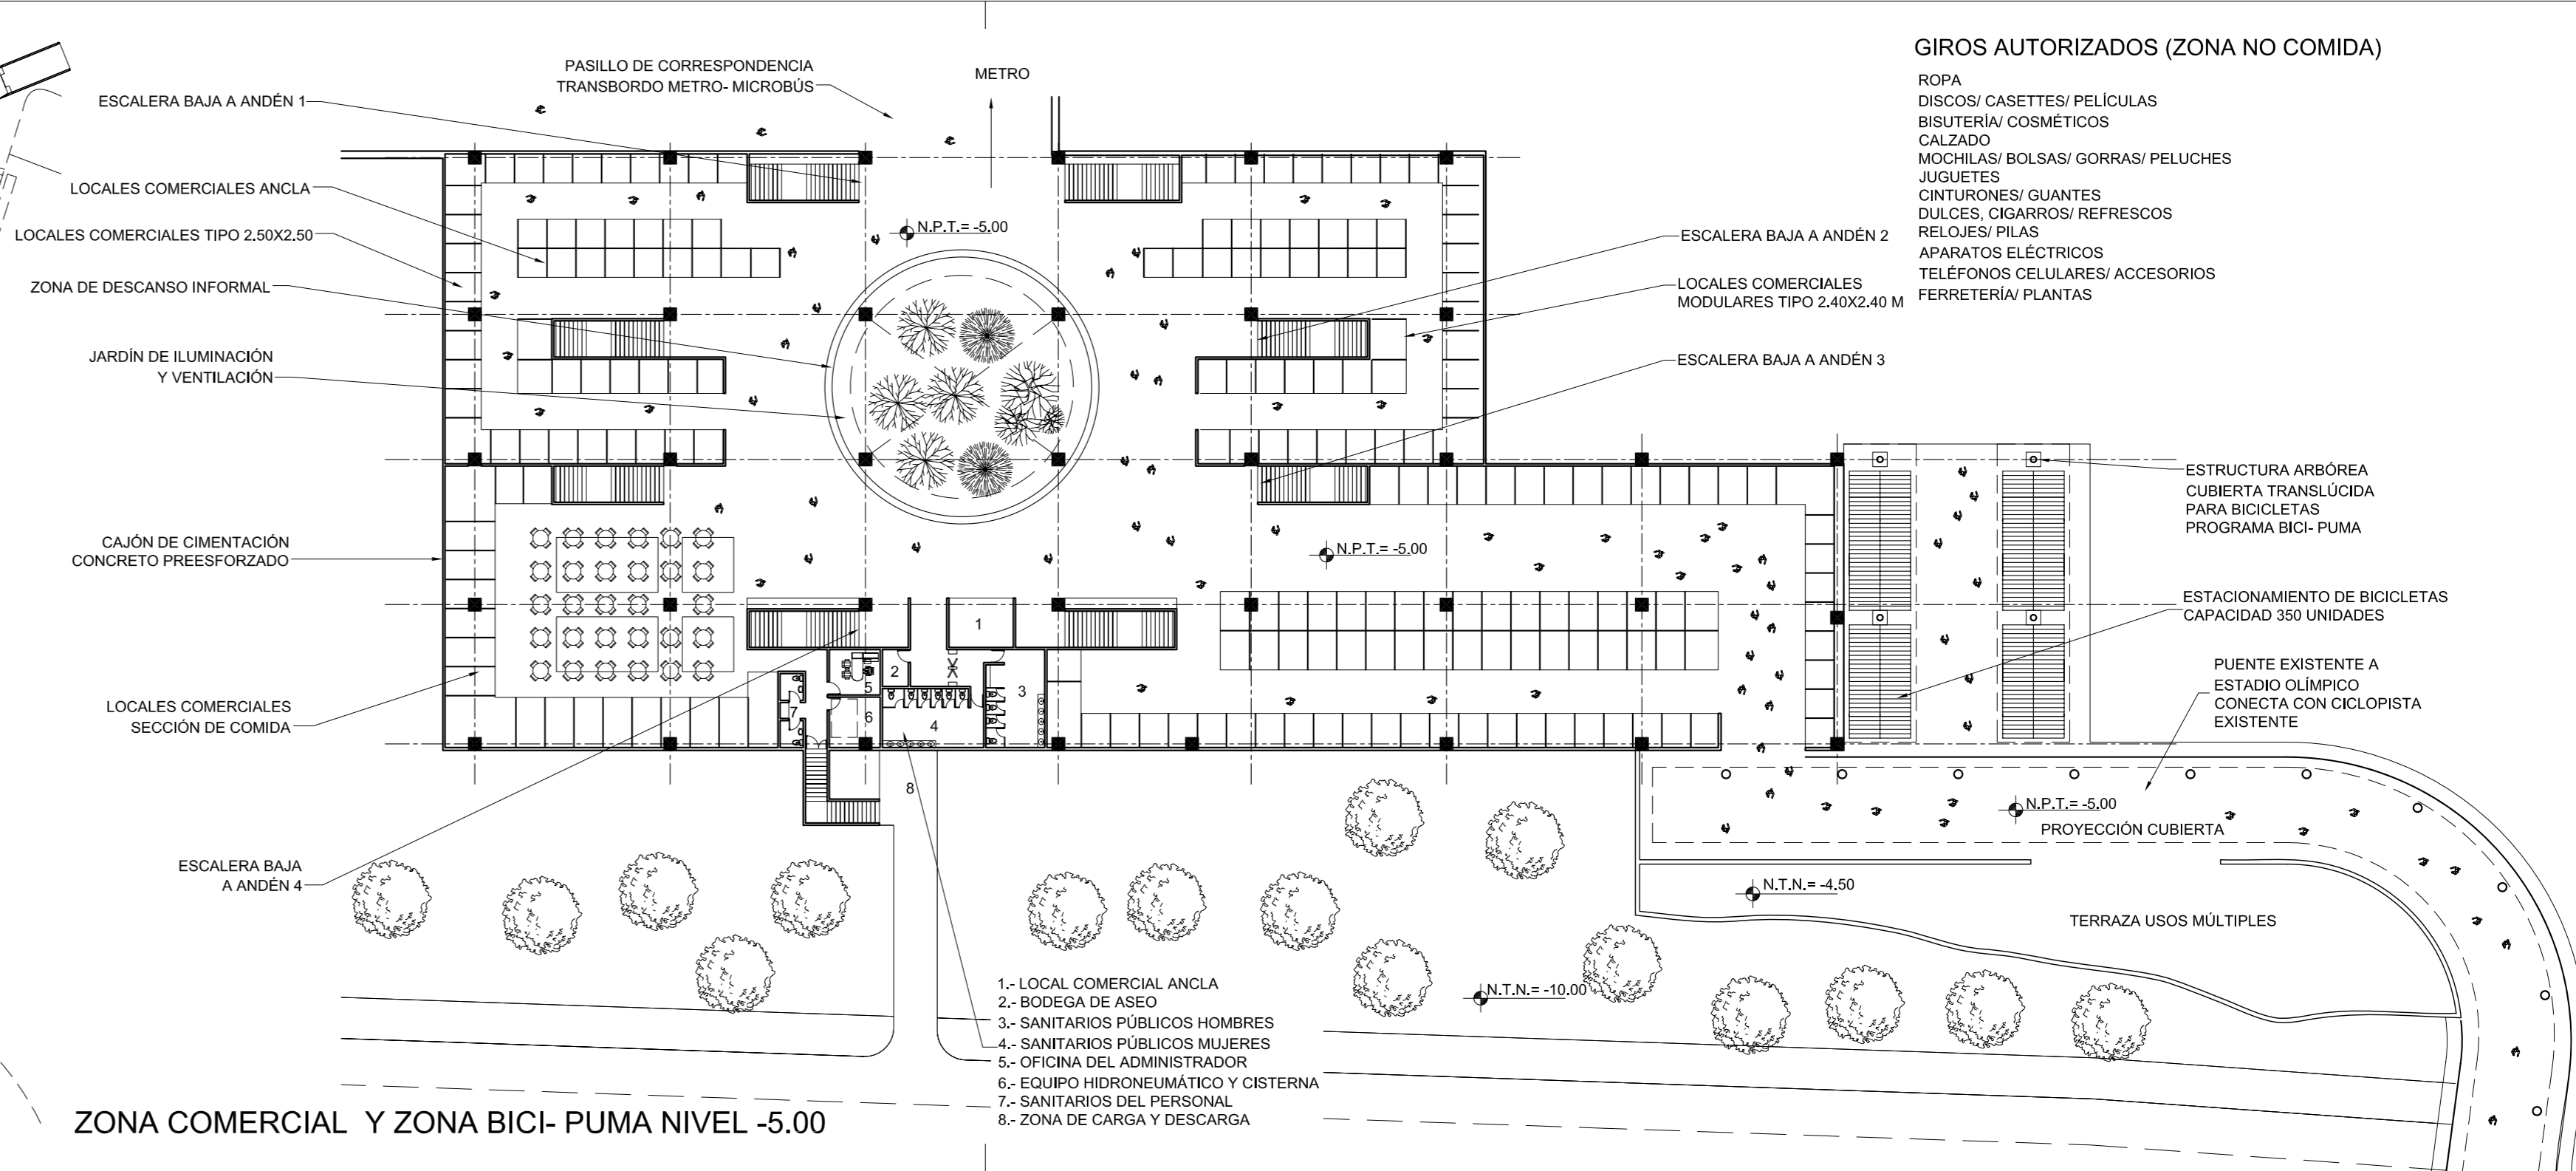 GIROS AUTORIZADOS (ZONA NO COMIDA)
ROPA
DISCOS/ CASETTES/ PELÍCULAS
BISUTERÍA/ COSMÉTICOS
CALZADO
MOCHILAS/ BOLSAS/ GORRAS/ PELUCHES
JUGUETES
CINTURONES/ GUANTES
DULCES, CIGARROS/ REFRESCOS
RELOJES/ PILAS
APARATOS ELÉCTRICOS
TELÉFONOS CELULARES/ ACCESORIOS
FERRETERÍA/ PLANTAS
PASILLO DE CORRESPONDENCIA
TRANSBORDO METRO- MICROBÚS
METRO
ESCALERA BAJA A ANDÉN 1
LOCALES COMERCIALES ANCLA
LOCALES COMERCIALES TIPO 2.50X2.50
ZONA DE DESCANSO INFORMAL
JARDÍN DE ILUMINACIÓN
Y VENTILACIÓN
CAJÓN DE CIMENTACIÓN
CONCRETO PREESFORZADO
LOCALES COMERCIALES
SECCIÓN DE COMIDA
ESCALERA BAJA
A ANDÉN 4
N.P.T.= -5.00
ESCALERA BAJA A ANDÉN 2
LOCALES COMERCIALES
MODULARES TIPO 2.40X2.40 M
ESCALERA BAJA A ANDÉN 3
N.P.T.= -5.00
ESTRUCTURA ARBÓREA
CUBIERTA TRANSLÚCIDA
PARA BICICLETAS
PROGRAMA BICI- PUMA
ESTACIONAMIENTO DE BICICLETAS
CAPACIDAD 350 UNIDADES
PUENTE EXISTENTE A
ESTADIO OLÍMPICO
CONECTA CON CICLOPISTA
EXISTENTE
1
2
3
4
5
6
7
8
N.P.T.= -5.00
PROYECCIÓN CUBIERTA
N.T.N.= -4.50
TERRAZA USOS MÚLTIPLES
N.T.N.= -10.00
1.- LOCAL COMERCIAL ANCLA
2.- BODEGA DE ASEO
3.- SANITARIOS PÚBLICOS HOMBRES
4.- SANITARIOS PÚBLICOS MUJERES
5.- OFICINA DEL ADMINISTRADOR
6.- EQUIPO HIDRONEUMÁTICO Y CISTERNA
7.- SANITARIOS DEL PERSONAL
8.- ZONA DE CARGA Y DESCARGA
ZONA COMERCIAL Y ZONA BICI- PUMA NIVEL -5.00